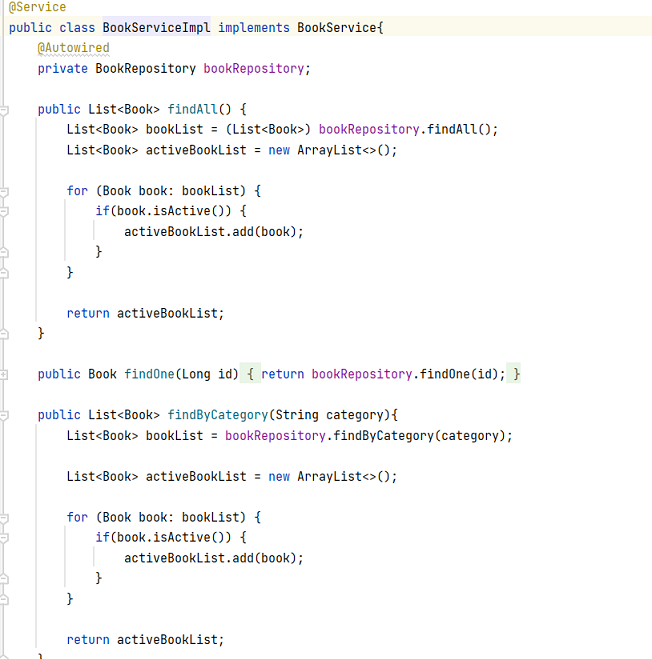 @Service
public class BookServiceImpl implements BookService{
@Autowired
private BookRepository bookRepository;
public List<Book> findAll() {
List<Book> bookList = (List<Book>) bookRepository.findAll();
List<Book> activeBookList = new ArrayList<>();
for (Book book: bookList) {
if(book.isActive()) {
activeBookList.add(book);
}
}
return activeBookList;
}
public Book findOne(Long id) { return bookRepository.findOne(id); }
public List<Book> findByCategory(String category){
List<Book> bookList = bookRepository.findByCategory(category);
List<Book> activeBookList = new ArrayList<>();
for (Book book: bookList) {
if(book.isActive()) {
activeBookList.add(book);
}
}
return activeBookList;
}